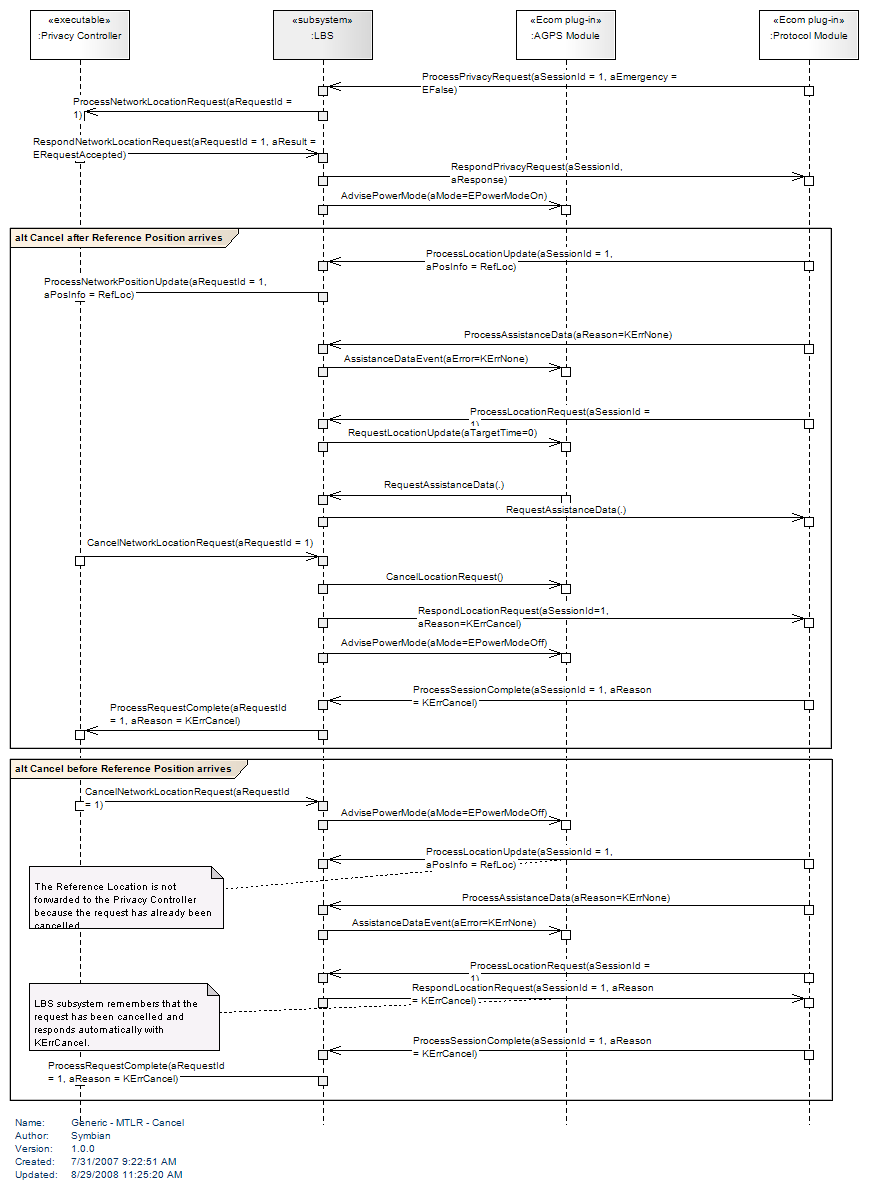 «executable»
:Privacy Controller
«subsystem»
:LBS
«Ecom plug-in»
:AGPS Module
«Ecom plug-in»
:Protocol Module
ProcessPrivacyRequest(aSessionId = 1, aEmergency =
EFalse)
ProcessNetworkLocationRequest(aRequestId =
1)
RespondNetworkLocationRequest(aRequestId = 1, aResult =
ERequestAccepted)
RespondPrivacyRequest(aSessionId,
aResponse)
AdvisePowerMode(aMode=EPowerModeOn)
alt Cancel after Reference Position arrives
ProcessLocationUpdate(aSessionId = 1,
aPosInfo = RefLoc)
ProcessNetworkPositionUpdate(aRequestId = 1,
aPosInfo = RefLoc)
ProcessAssistanceData(aReason=KErrNone)
AssistanceDataEvent(aError=KErrNone)
ProcessLocationRequest(aSessionId =
1)
RequestLocationUpdate(aTargetTime=0)
RequestAssistanceData(.)
RequestAssistanceData(.)
CancelNetworkLocationRequest(aRequestId = 1)
CancelLocationRequest()
RespondLocationRequest(aSessionId=1,
aReason=KErrCancel)
AdvisePowerMode(aMode=EPowerModeOff)
ProcessSessionComplete(aSessionId = 1, aReason
= KErrCancel)
ProcessRequestComplete(aRequestId
= 1, aReason = KErrCancel)
alt Cancel before Reference Position arrives
CancelNetworkLocationRequest(aRequestId
= 1)
AdvisePowerMode(aMode=EPowerModeOff)
ProcessLocationUpdate(aSessionId = 1,
aPosInfo = RefLoc)
The Reference Location is not
forwarded to the Privacy Controller
because the request has already been
cancelled
ProcessAssistanceData(aReason=KErrNone)
AssistanceDataEvent(aError=KErrNone)
ProcessLocationRequest(aSessionId =
1)
RespondLocationRequest(aSessionId = 1, aReason
= KErrCancel)
LBS subsystem remembers that the
request has been cancelled and
responds automatically with
KErrCancel.
ProcessSessionComplete(aSessionId = 1, aReason
= KErrCancel)
ProcessRequestComplete(aRequestId
= 1, aReason = KErrCancel)
Name: Generic - MTLR - Cancel
Author: Symbian
Version: 1.0.0
Created: 7/31/2007 9:22:51 AM
Updated: 8/29/2008 11:25:20 AM